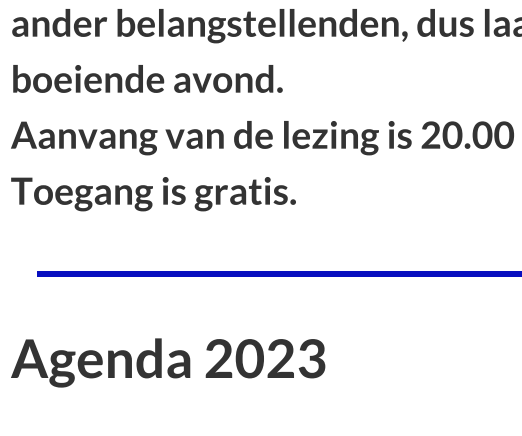 ander belangstellenden, dus
boeiende avond.
Aanvang van de lezing is 20.00
Toegang is gratis.
Agenda 2023